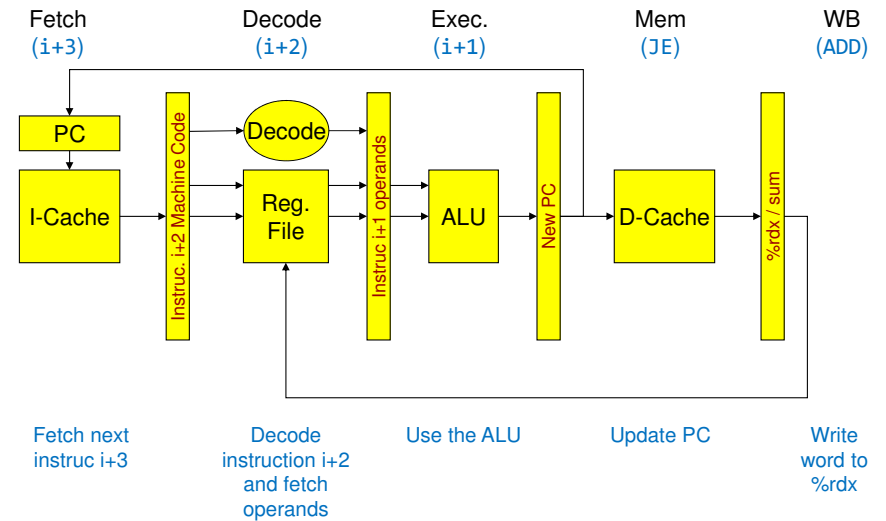 Fetch
(i+3)
Decode
(i+2)
Exec.
(i+1)
Mem
(JE)
WB
(ADD)
PC
I-Cache
Instruc. i+2 Machine Code
Decode
Reg.
File
Instruc i+1 operands
ALU
New PC
D-Cache
%rdx / sum
Fetch next
instruc i+3
Decode
instruction i+2
and fetch
operands
Use the ALU
Update PC
Write
word to
%rdx